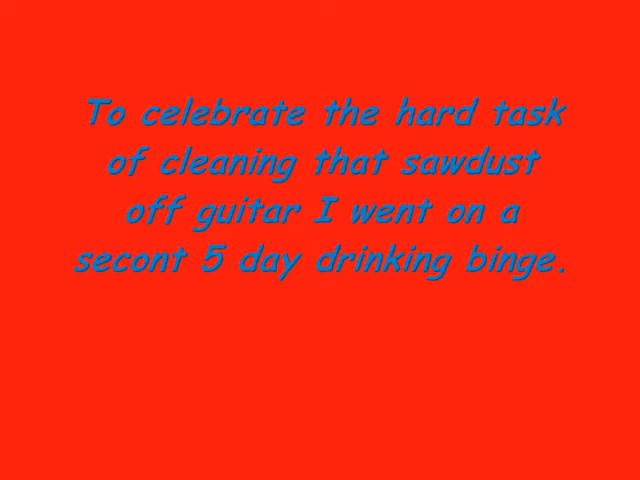 To celebrate the hard task
of cleaning that sawdust
off guitar I went on a
secont 5 day drinking binge.